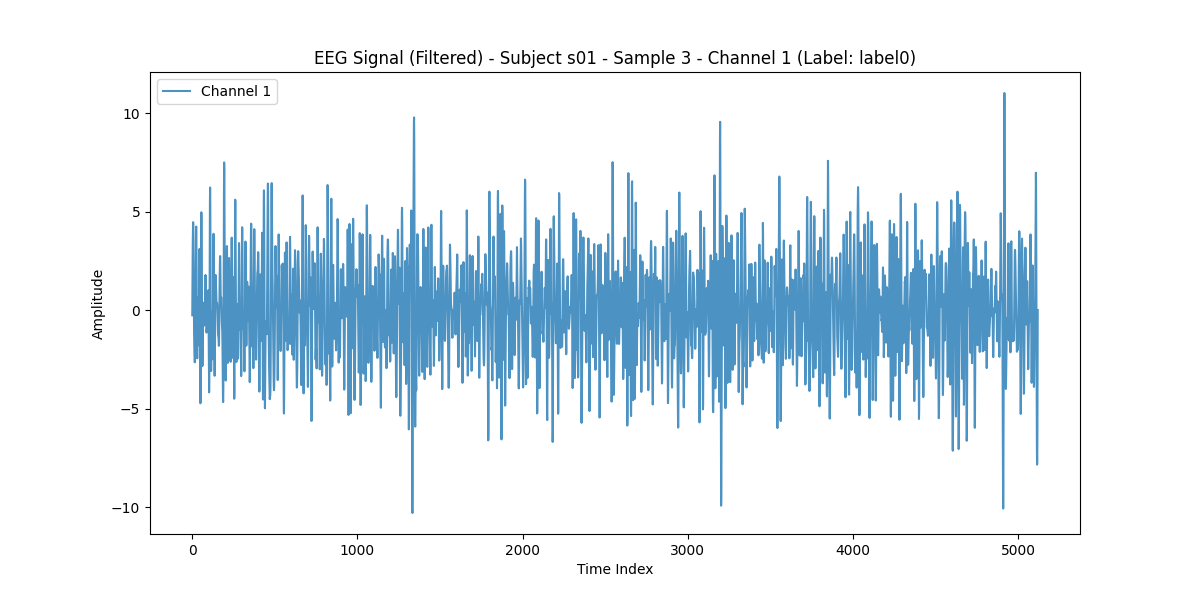 EEG Signal (Filtered) - Subject s01 - Sample 3 - Channel 1 (Label: label0)
Channel 1
10
5
0
−5
−10
Amplitude
0 1000 2000 3000 4000 5000
Time Index